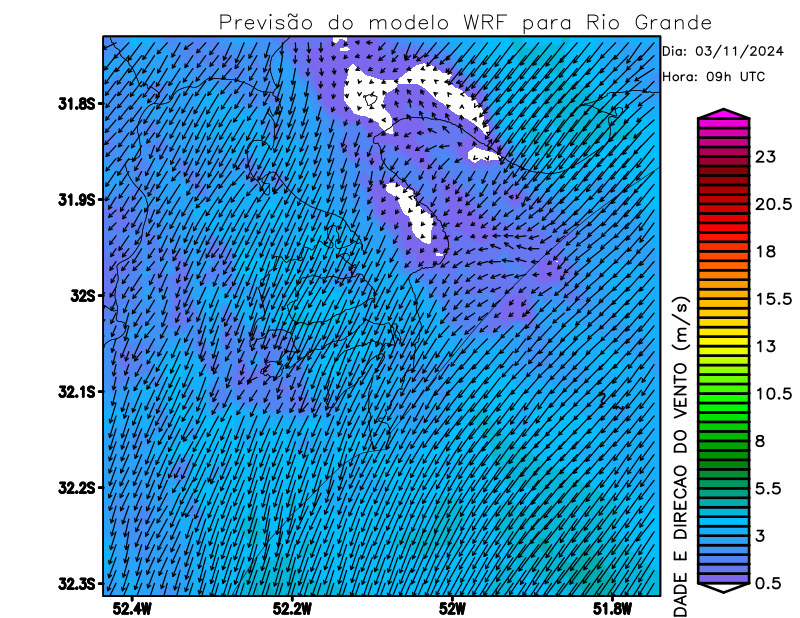 Previsão do modelo WRF para Rio Grande
Dia: 03/11/2024
Hora: 09h UTC
31.8S
31.9S
32S
32.1S
32.2S
32.3S
52.4W
52.2W
52W
51.8W
23
20.5
18
15.5
13
10.5
8
5.5
3
0.5
DADE E DIRECAO DO VENTO (m/s)